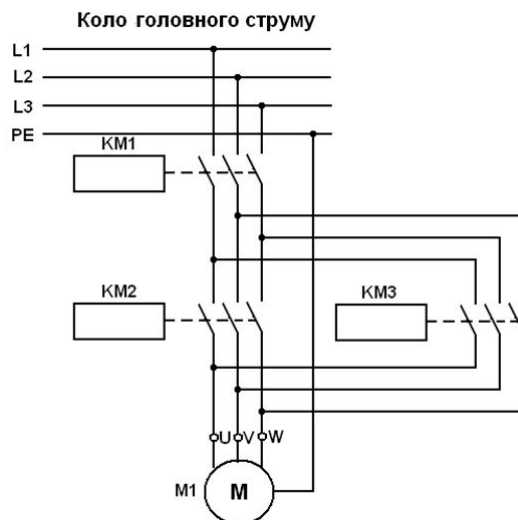 Коло головного струму
L1
L2
L3
PE
KM1
KM2
KM3
U V W
M1
M